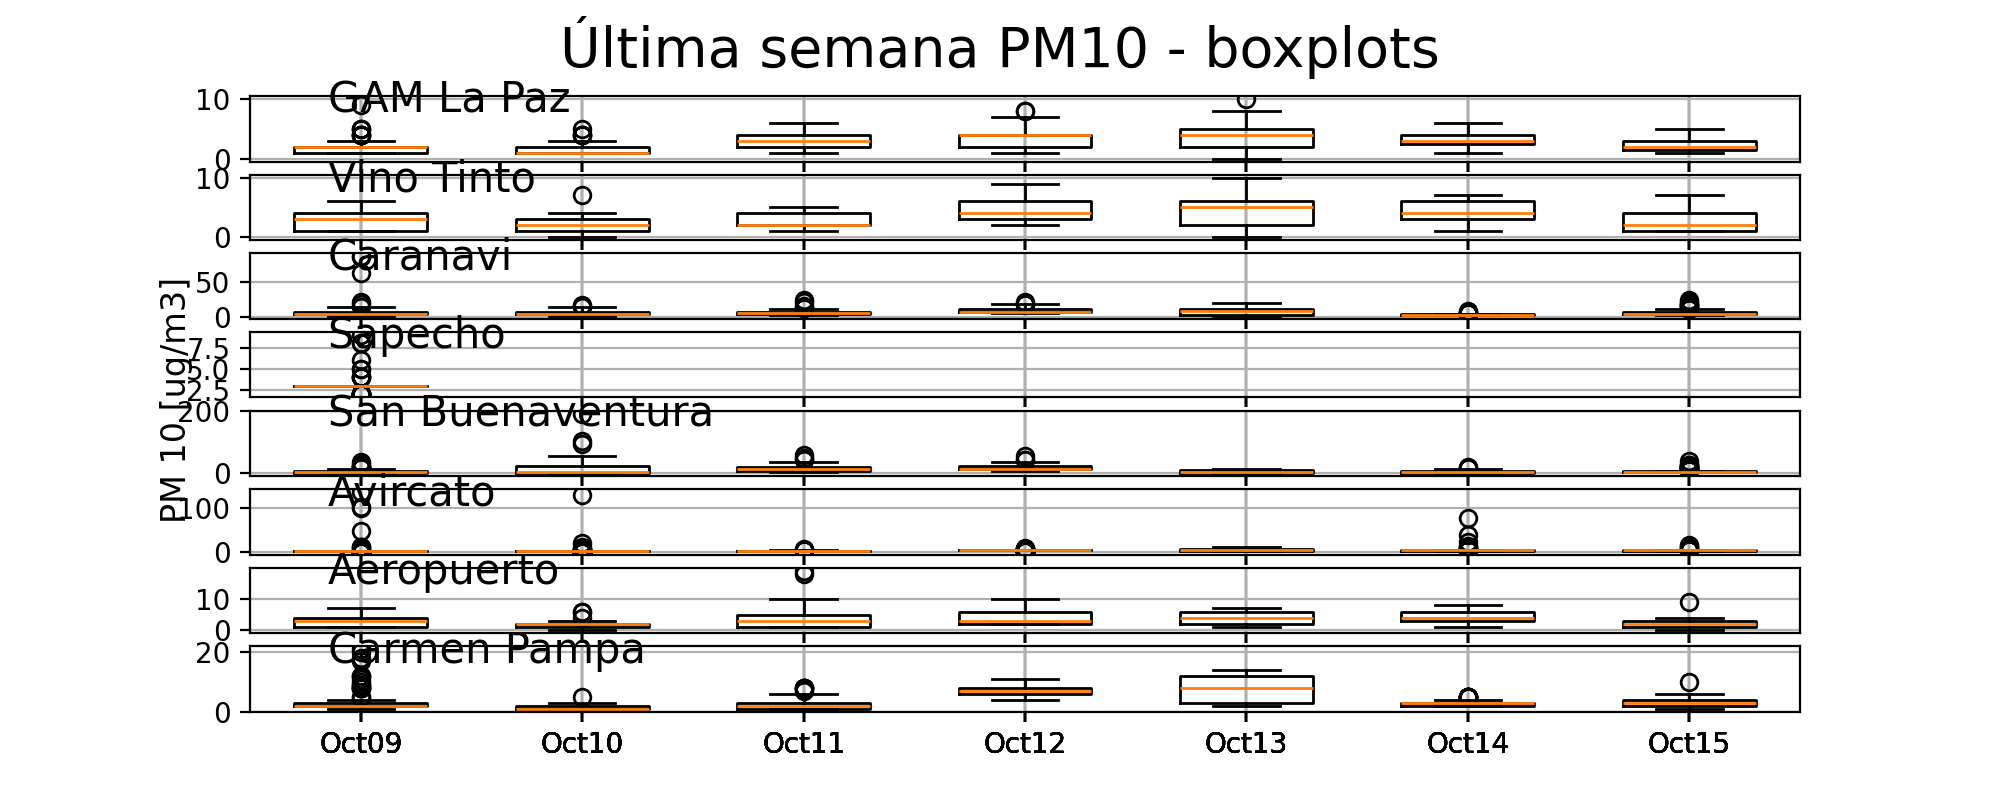 Última semana PM10 - boxplots
PM 10 [ug/m3]
GAM La Paz
10
0
Vino Tinto
10
0
Caranavi
50
0
Sapecho
7.5
5.0
2.5
San Buenaventura
200
0
Avircato
100
0
Aeropuerto
10
0
Carmen Pampa
20
0
Oct09 Oct10 Oct11 Oct12 Oct13 Oct14 Oct15